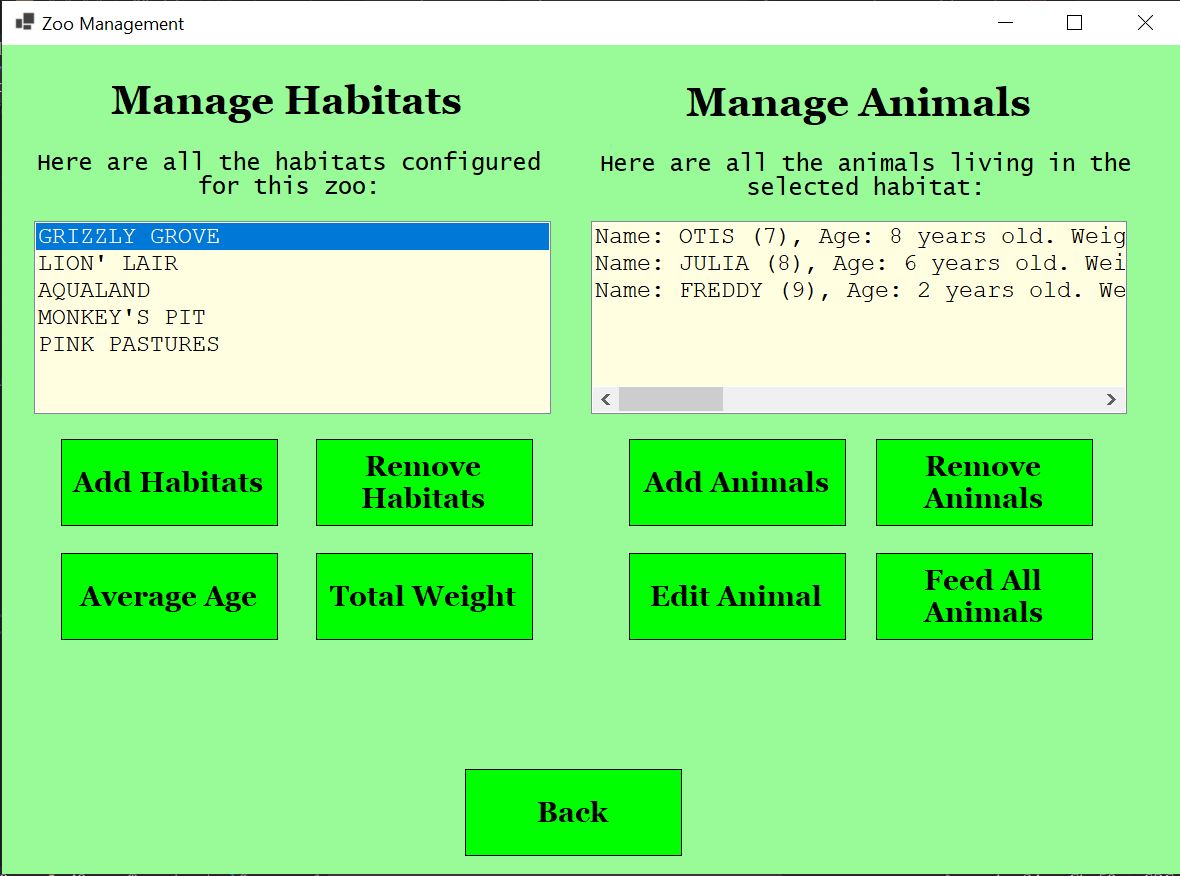 Zoo Management
Manage Habitats
Here are all the habitats configured
for this zoo:
GRIZZLY GROVE
LION' LAIR
AQUALAND
MONKEY'S PIT
PINK PASTURES
Add Habitats
Remove
Habitats
Average Age
Total Weight
Manage Animals
Here are all the animals living in the
selected habitat:
Name: OTIS (7), Age: 8 years old. Weig
Name: JULIA (8), Age: 6 years old. Wei
Name: FREDDY (9), Age: 2 years old. We
Add Animals
Remove
Animals
Edit Animal
Feed All
Animals
Back